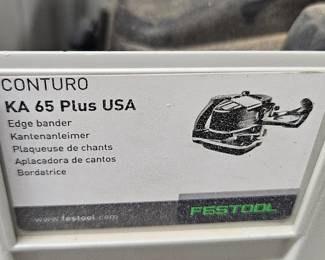 CONTURO
KA 65 Plus USA
Edge bander
Kantenanleimer
Plaqueuse de chants
Aplacadora de cantos
Bordatrice
www.festool.com
FESTOOL